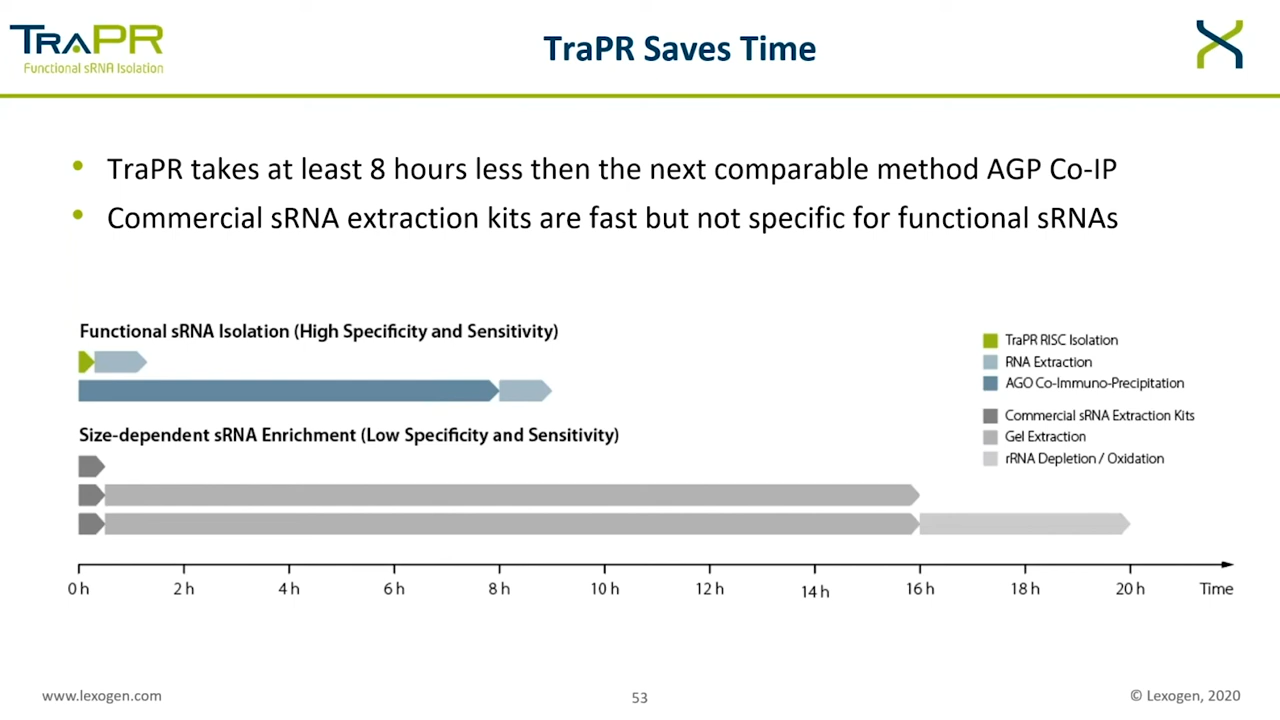 TRAPR
Functional sRNA Isolation
TraPR Saves Time
• TraPR takes at least 8 hours less then the next comparable method AGP Co-IP
• Commercial sRNA extraction kits are fast but not specific for functional sRNAs
Functional sRNA Isolation (High Specificity and Sensitivity)
Size-dependent sRNA Enrichment (Low Specificity and Sensitivity)
TraPR RISC Isolation
RNA Extraction
AGO Co-Immuno-Precipitation
Commercial sRNA Extraction Kits
Gel Extraction
rRNA Depletion / Oxidation
0 h 2 h 4 h 6 h 8 h 10 h 12 h 14 h 16 h 18 h 20 h Time
www.lexogen.com 53 © Lexogen, 2020